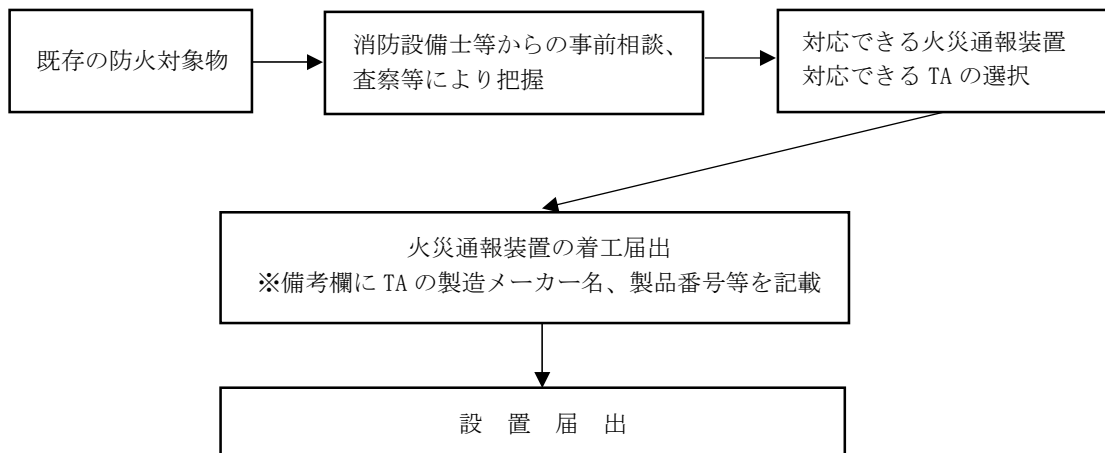 既存の防火対象物
消防設備士等からの事前相談、
査察等により把握
対応できる火災通報装置
対応できる TA の選択
火災通報装置の着工届出
※備考欄に TA の製造メーカー名、製品番号等を記載
設　置　届　出